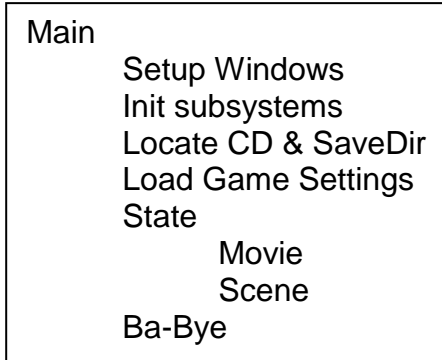 Main
Setup Windows
Init subsystems
Locate CD & SaveDir
Load Game Settings
State
Movie
Scene
Ba-Bye